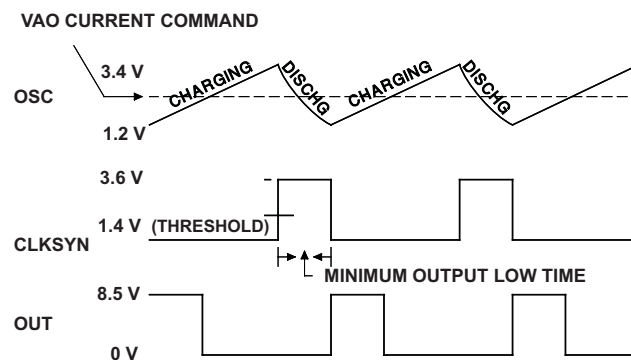 VAO CURRENT COMMAND
3.4 V
CHARGING
DISCHG
CHARGING
DISCHG
OSC
1.2 V
3.6 V
1.4 V
(THRESHOLD)
CLKSYN
MINIMUM OUTPUT LOW TIME
8.5 V
OUT
0 V